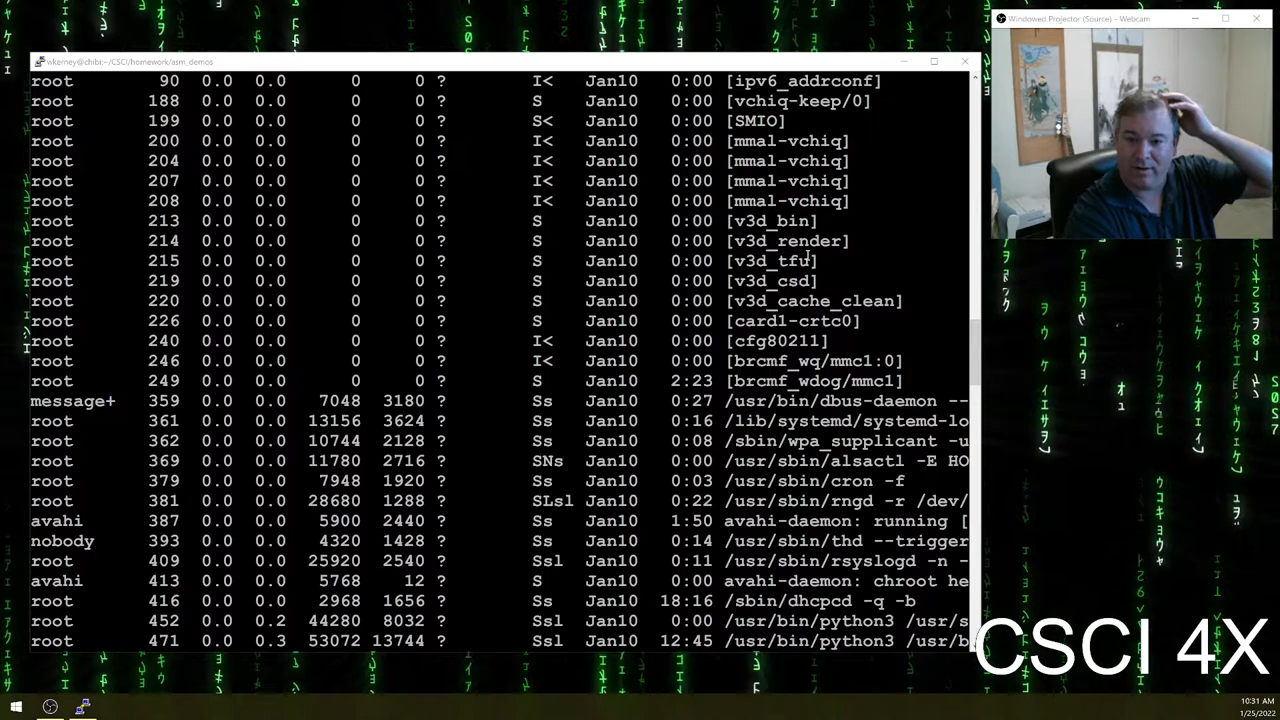 Windowed Projector (Source) - Webcam
wkerney@chibi:~/CSCI/homework/asm_demos
root 90 0.0 0.0 0 0 ? I< Jan10 0:00 [ipv6_addrconf]
root 188 0.0 0.0 0 0 ? S Jan10 0:00 [vchiq-keep/0]
root 199 0.0 0.0 0 0 ? S< Jan10 0:00 [SMIO]
root 200 0.0 0.0 0 0 ? I< Jan10 0:00 [mmal-vchiq]
root 204 0.0 0.0 0 0 ? I< Jan10 0:00 [mmal-vchiq]
root 207 0.0 0.0 0 0 ? I< Jan10 0:00 [mmal-vchiq]
root 208 0.0 0.0 0 0 ? I< Jan10 0:00 [mmal-vchiq]
root 213 0.0 0.0 0 0 ? S Jan10 0:00 [v3d_bin]
root 214 0.0 0.0 0 0 ? S Jan10 0:00 [v3d_render]
root 215 0.0 0.0 0 0 ? S Jan10 0:00 [v3d_tfu]
root 219 0.0 0.0 0 0 ? S Jan10 0:00 [v3d_csd]
root 220 0.0 0.0 0 0 ? S Jan10 0:00 [v3d_cache_clean]
root 226 0.0 0.0 0 0 ? S Jan10 0:00 [card1-crtc0]
root 240 0.0 0.0 0 0 ? I< Jan10 0:00 [cfg80211]
root 246 0.0 0.0 0 0 ? I< Jan10 0:00 [brcmf_wq/mmc1:0]
root 249 0.0 0.0 0 0 ? S Jan10 2:23 [brcmf_wdog/mmc1]
message+ 359 0.0 0.0 7048 3180 ? Ss Jan10 0:27 /usr/bin/dbus-daemon --
root 361 0.0 0.0 13156 3624 ? Ss Jan10 0:16 /lib/systemd/systemd-lo
root 362 0.0 0.0 10744 2128 ? Ss Jan10 0:08 /sbin/wpa_supplicant -u
root 369 0.0 0.0 11780 2716 ? SNs Jan10 0:00 /usr/sbin/alsactl -E HO
root 379 0.0 0.0 7948 1920 ? Ss Jan10 0:03 /usr/sbin/cron -f
root 381 0.0 0.0 28680 1288 ? SLsl Jan10 0:22 /usr/sbin/rngd -r /dev/
avahi 387 0.0 0.0 5900 2440 ? Ss Jan10 1:50 avahi-daemon: running [
nobody 393 0.0 0.0 4320 1428 ? Ss Jan10 0:14 /usr/sbin/thd --trigger
root 409 0.0 0.0 25920 2540 ? Ssl Jan10 0:11 /usr/sbin/rsyslogd -n -
avahi 413 0.0 0.0 5768 12 ? S Jan10 0:00 avahi-daemon: chroot he
root 416 0.0 0.0 2968 1656 ? Ss Jan10 18:16 /sbin/dhcpcd -q -b
root 452 0.0 0.2 44280 8032 ? Ssl Jan10 0:00 /usr/bin/python3 /usr/s
root 471 0.0 0.3 53072 13744 ? Ssl Jan10 12:45 /usr/bin/python3 /usr/b
CSCI 4X
10:31 AM
1/25/2022